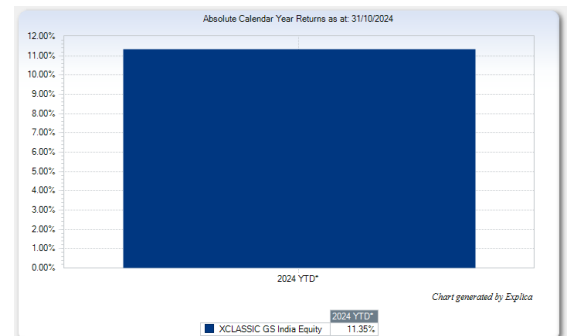 Absolute Calendar Year Returns as at: 31/10/2024
12.00%
11.00%
10.00%
9.00%
8.00%
7.00%
6.00%
5.00%
4.00%
3.00%
2.00%
1.00%
0.00%
2024 YTD*
Chart generated by Explica
2024 YTD*
XCLASSIC GS India Equity 11.35%